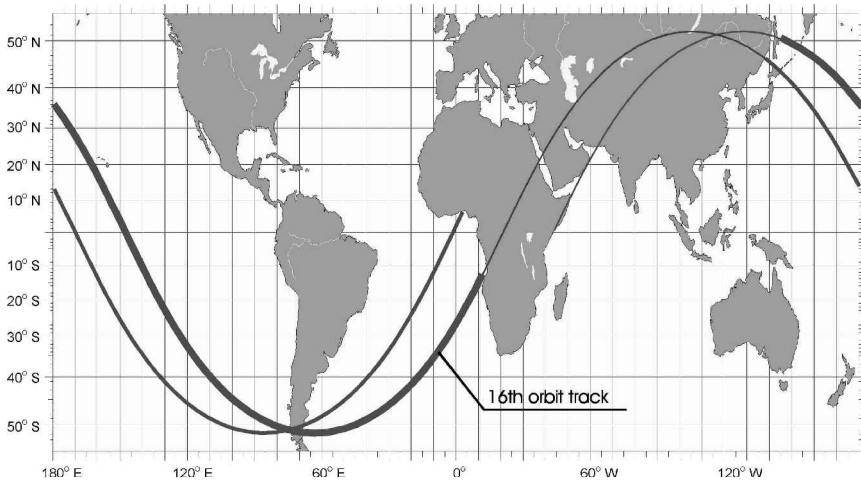 50° N
40° N
30° N
20° N
10° N
10° S
20° S
30° S
40° S
50° S
16th orbit track
180° E 120° E 60° E 0° 60° W 120° W